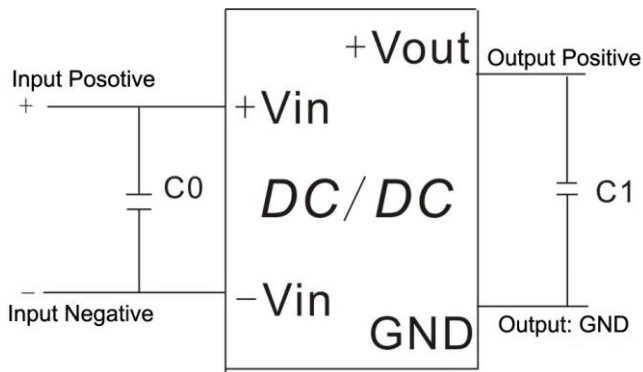 +Vout
Output Positive
Input Posotive
+
+Vin
C0
DC/DC
C1
−
−Vin
Input Negative
GND
Output: GND